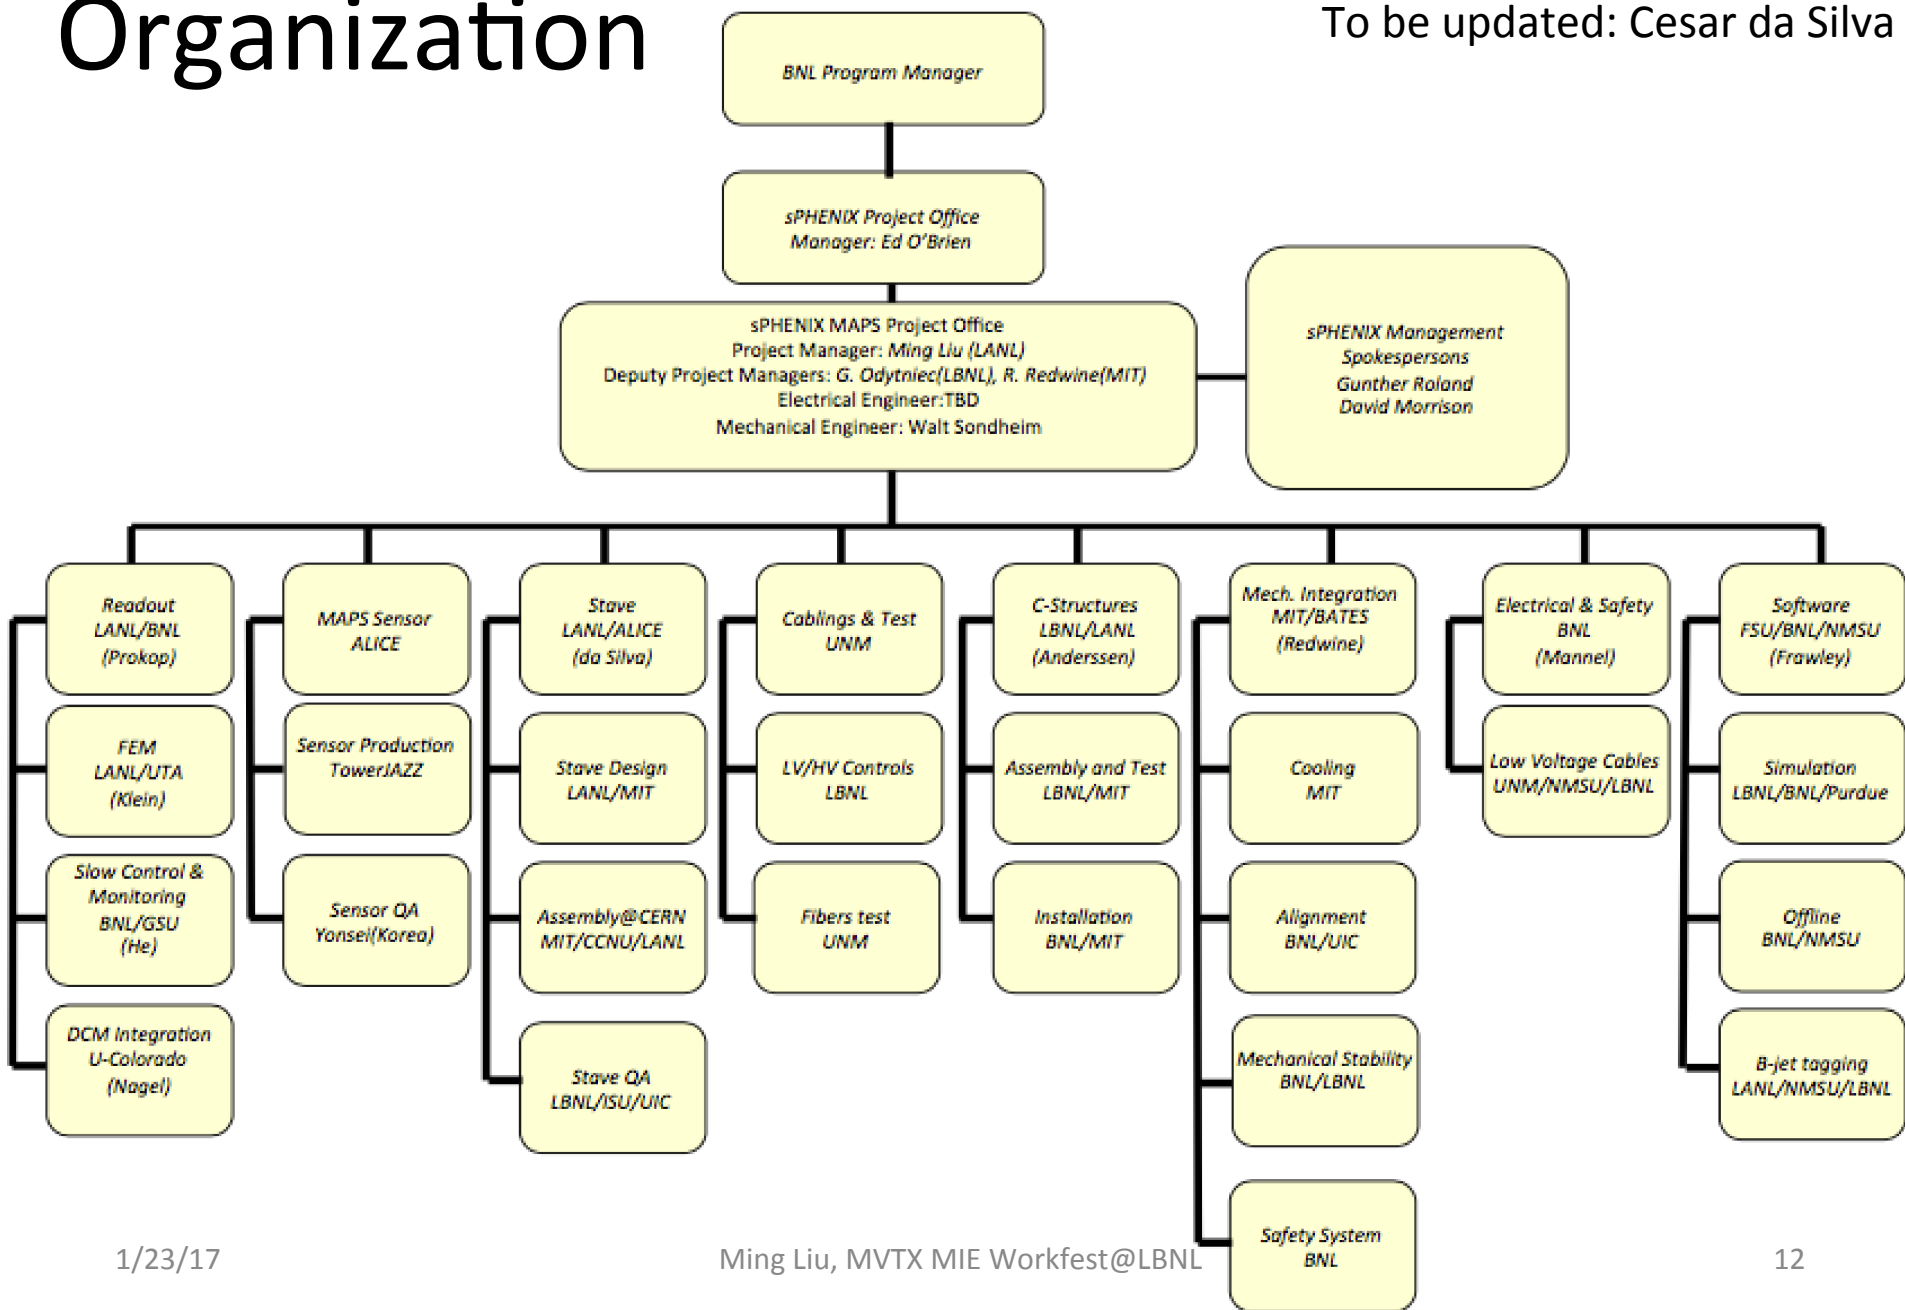 Organization
To be updated: Cesar da Silva
BNL Program Manager
sPHENIX Project Office
Manager: Ed O'Brien
sPHENIX MAPS Project Office
Project Manager: Ming Liu (LANL)
Deputy Project Managers: G. Odytniec(LBNL), R. Redwine(MIT)
Electrical Engineer:TBD
Mechanical Engineer: Walt Sondheim
sPHENIX Management
Spokespersons
Gunther Roland
David Morrison
Readout
LANL/BNL
(Prokop)
FEM
LANL/UTA
(Klein)
Slow Control &
Monitoring
BNL/GSU
(He)
DCM Integration
U-Colorado
(Nagel)
MAPS Sensor
ALICE
Sensor Production
TowerJAZZ
Sensor QA
Yonsei(Korea)
Stave
LANL/ALICE
(da Silva)
Stave Design
LANL/MIT
Assembly@CERN
MIT/CCNU/LANL
Stave QA
LBNL/ISU/UIC
Cablings & Test
UNM
LV/HV Controls
LBNL
Fibers test
UNM
C-Structures
LBNL/LANL
(Anderssen)
Assembly and Test
LBNL/MIT
Installation
BNL/MIT
Mech. Integration
MIT/BATES
(Redwine)
Cooling
MIT
Alignment
BNL/UIC
Mechanical Stability
BNL/LBNL
Safety System
BNL
Electrical & Safety
BNL
(Mannel)
Low Voltage Cables
UNM/NMSU/LBNL
Software
FSU/BNL/NMSU
(Frawley)
Simulation
LBNL/BNL/Purdue
Offline
BNL/NMSU
B-jet tagging
LANL/NMSU/LBNL
1/23/17
Ming Liu, MVTX MIE Workfest@LBNL
12